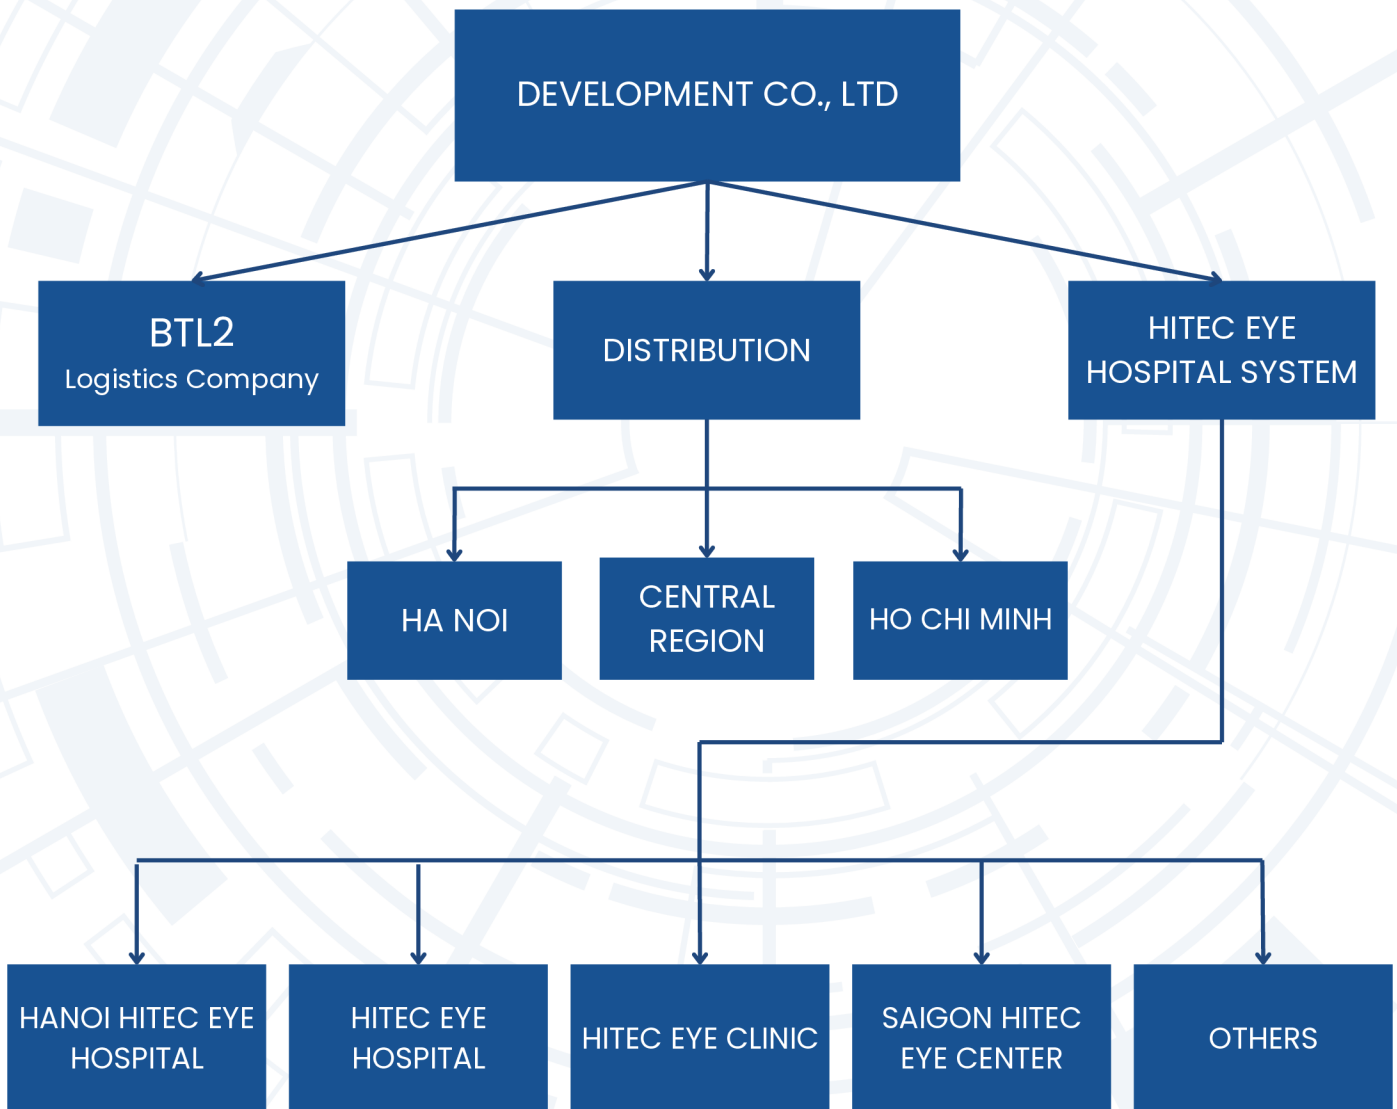 DEVELOPMENT CO., LTD
BTL2
Logistics Company
DISTRIBUTION
HITEC EYE
HOSPITAL SYSTEM
HA NOI
CENTRAL
REGION
HO CHI MINH
HANOI HITEC EYE
HOSPITAL
HITEC EYE
HOSPITAL
HITEC EYE CLINIC
SAIGON HITEC
EYE CENTER
OTHERS